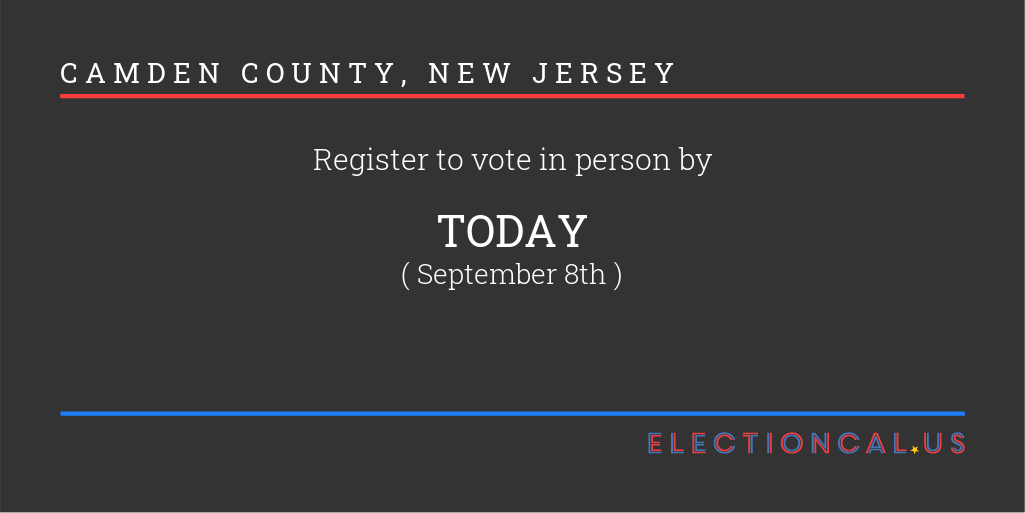 CAMDEN COUNTY, NEW JERSEY
Register to vote in person by
TODAY
( September 8th )
ELECTIONCAL.US